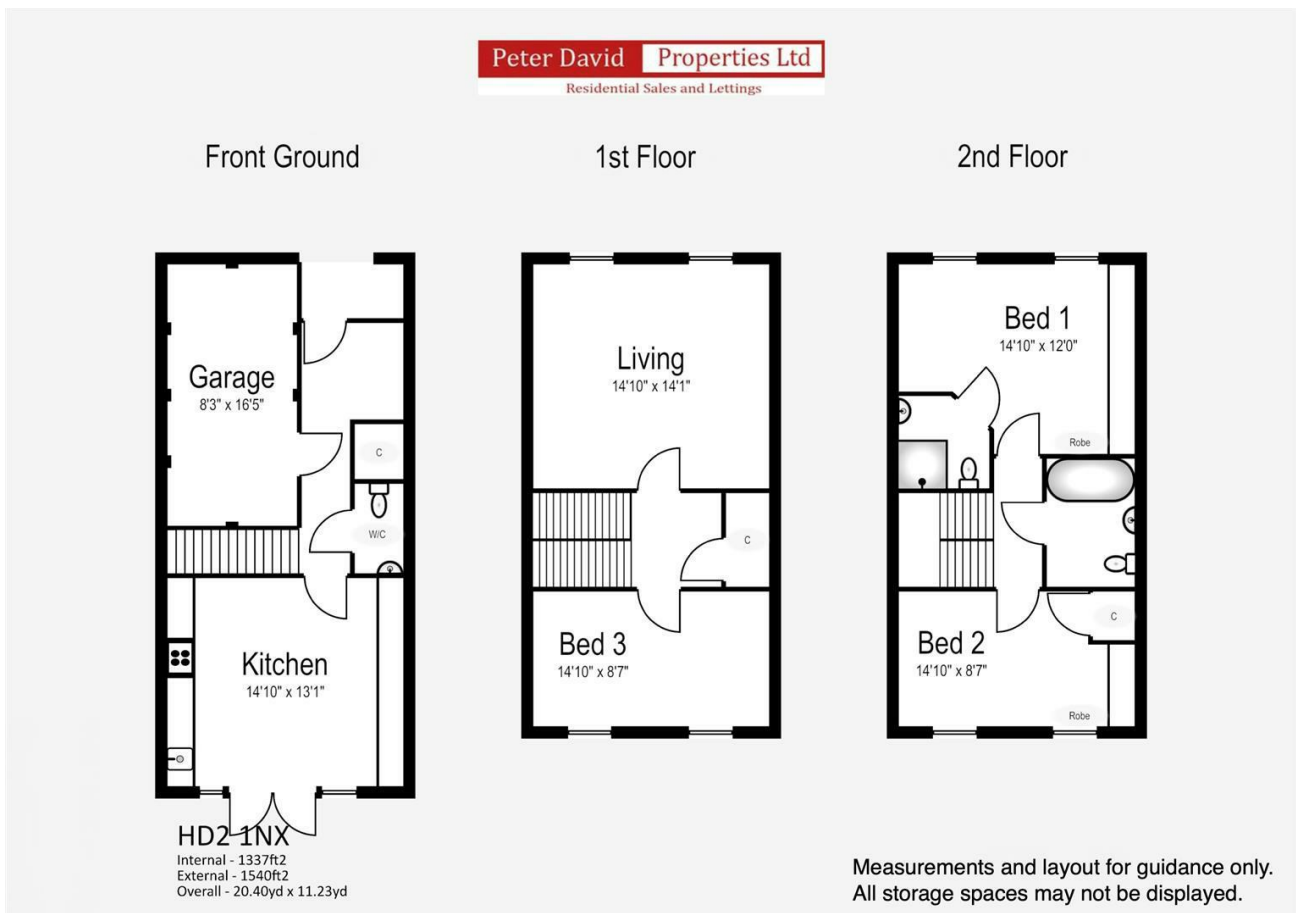 Peter David Properties Ltd
Residential Sales and Lettings
Front Ground
1st Floor
2nd Floor
Garage
8'3" x 16'5"
C
W/C
Kitchen
14'10" x 13'1"
Living
14'10" x 14'1"
C
Bed 3
14'10" x 8'7"
Bed 1
14'10" x 12'0"
Robe
C
Bed 2
14'10" x 8'7"
Robe
HD2 1NX
Internal - 1337ft2
External - 1540ft2
Overall - 20.40yd x 11.23yd
Measurements and layout for guidance only.
All storage spaces may not be displayed.